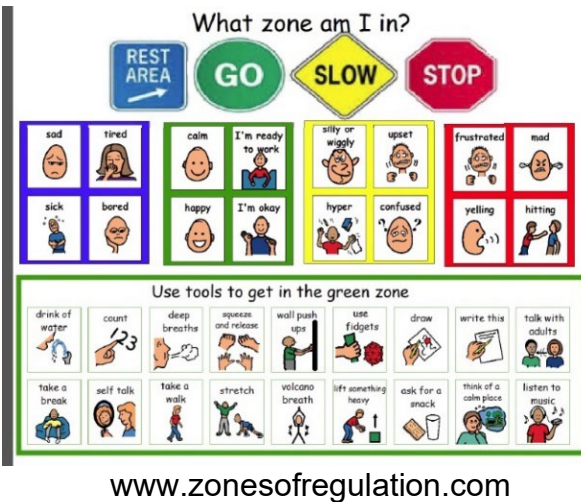 What zone am I in?
REST
AREA
GO
SLOW
STOP
sad
tired
sick
bored
calm
I'm ready
to work
happy
I'm okay
silly or
wiggly
upset
hyper
confused
frustrated
mad
yelling
hitting
Use tools to get in the green zone
drink of
water
count
123
deep
breaths
squeeze
and release
wall push
ups
use
fidgets
draw
write this
talk with
adults
take a
break
self talk
take a
walk
stretch
volcano
breath
lift something
heavy
ask for a
snack
think of a
calm place
listen to
music
www.zonesofregulation.com